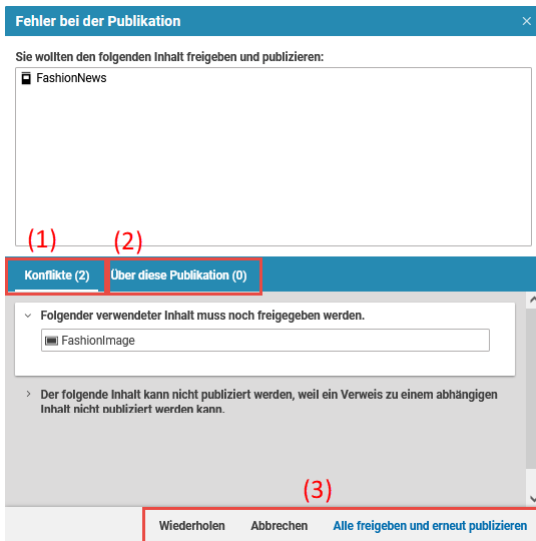 Fehler bei der Publikation
Sie wollten den folgenden Inhalt freigeben und publizieren:
FashionNews
(1) (2)
Konflikte (2) Über diese Publikation (0)
Folgender verwendeter Inhalt muss noch freigegeben werden.
FashionImage
Der folgende Inhalt kann nicht publiziert werden, weil ein Verweis zu einem abhängigen
Inhalt nicht publiziert werden kann.
(3)
Wiederholen Abbrechen Alle freigeben und erneut publizieren